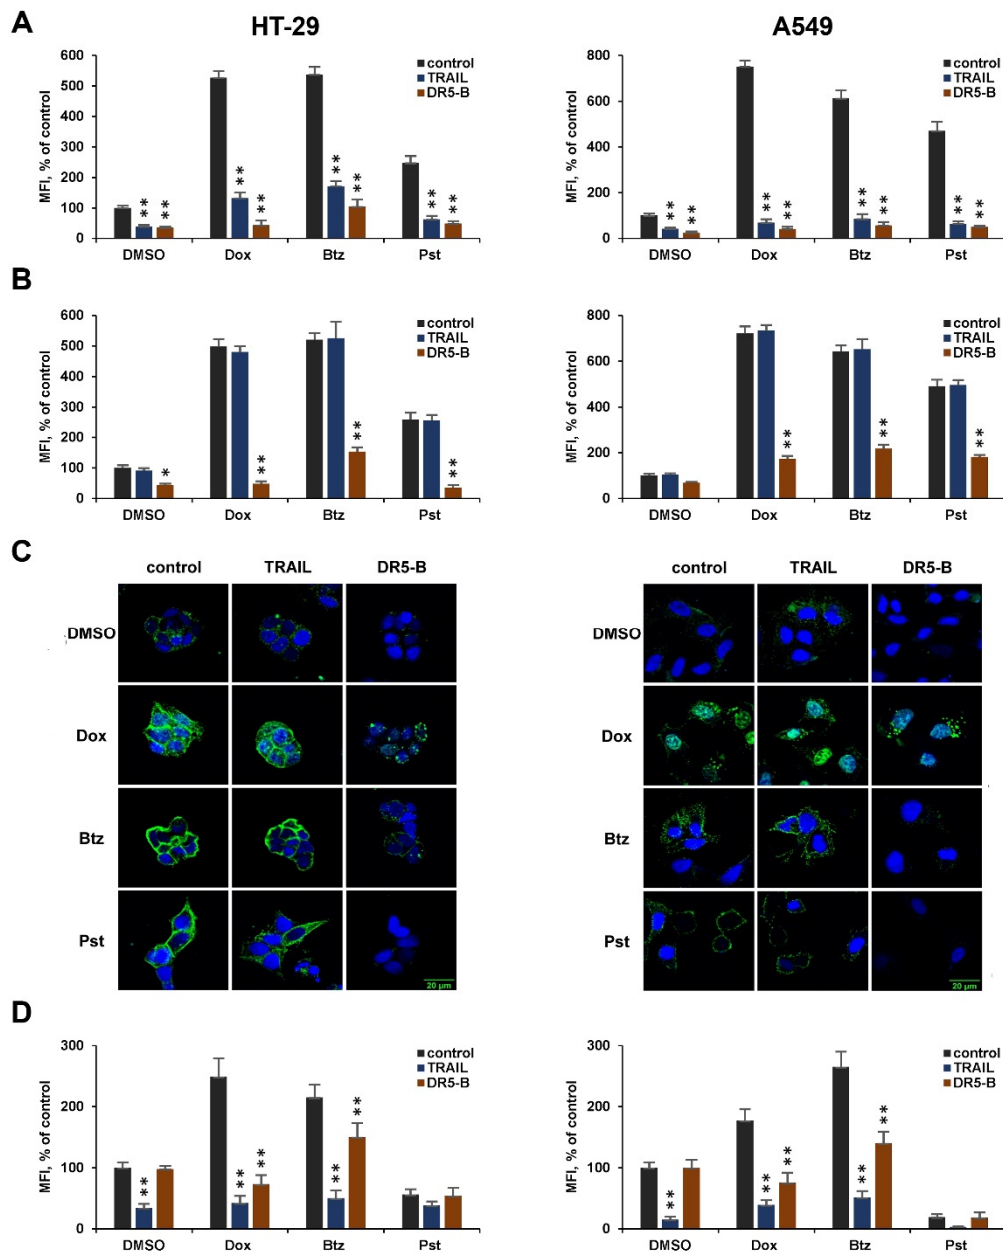 A
HT-29
A549
MFI, % of control
600
500
400
300
200
100
0
control
TRAIL
DR5-B
**
**
**
**
**
**
**
**
DMSO
Dox
Btz
Pst
MFI, % of control
800
600
400
200
0
control
TRAIL
DR5-B
**
**
**
**
**
**
**
**
DMSO
Dox
Btz
Pst
B
MFI, % of control
600
500
400
300
200
100
0
control
TRAIL
DR5-B
*
**
**
**
DMSO
Dox
Btz
Pst
MFI, % of control
800
600
400
200
0
control
TRAIL
DR5-B
**
**
**
DMSO
Dox
Btz
Pst
C
control
TRAIL
DR5-B
DMSO
Dox
Btz
Pst
20 µm
control
TRAIL
DR5-B
DMSO
Dox
Btz
Pst
20 µm
D
MFI, % of control
300
200
100
0
control
TRAIL
DR5-B
**
**
**
**
**
DMSO
Dox
Btz
Pst
MFI, % of control
300
200
100
0
control
TRAIL
DR5-B
**
**
**
**
**
DMSO
Dox
Btz
Pst